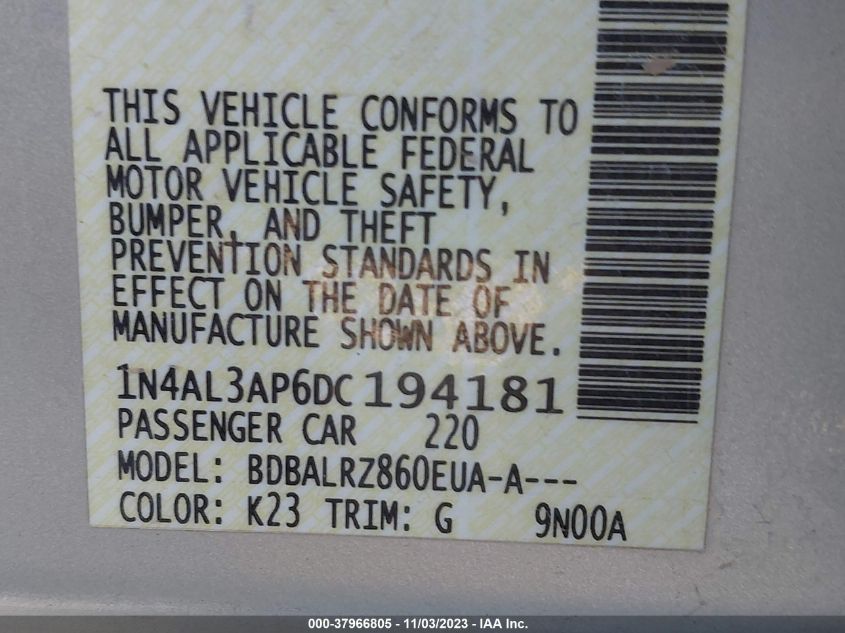 THIS VEHICLE CONFORMS TO
ALL APPLICABLE FEDERAL
MOTOR VEHICLE SAFETY,
BUMPER, AND THEFT
PREVENTION STANDARDS IN
EFFECT ON THE DATE OF
MANUFACTURE SHOWN ABOVE.
1N4AL3AP6DC194181
PASSENGER CAR 220
MODEL: BDBALRZ860EUA-A---
COLOR: K23 TRIM: G 9N00A
000-37966805 - 11/03/2023 - IAA Inc.